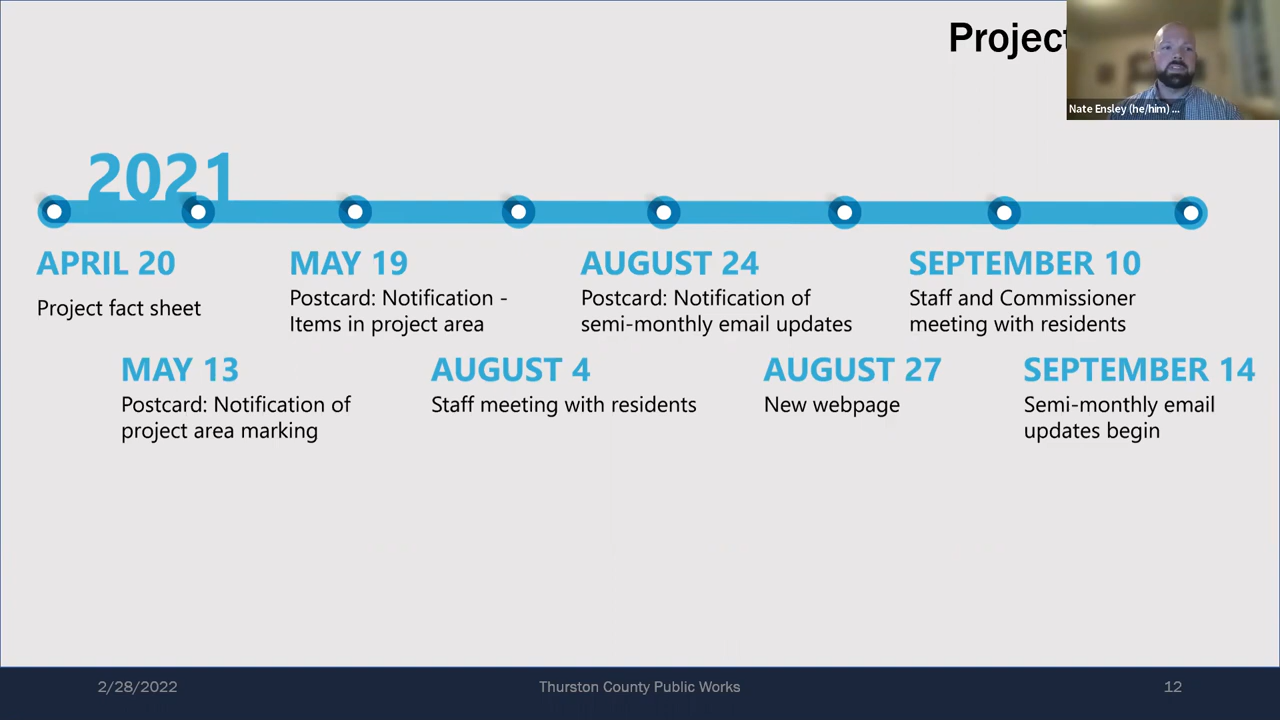 Project
Nate Ensley (he/him) ...
2021
APRIL 20
Project fact sheet
MAY 13
Postcard: Notification of
project area marking
MAY 19
Postcard: Notification -
Items in project area
AUGUST 4
Staff meeting with residents
AUGUST 24
Postcard: Notification of
semi-monthly email updates
AUGUST 27
New webpage
SEPTEMBER 10
Staff and Commissioner
meeting with residents
SEPTEMBER 14
Semi-monthly email
updates begin
2/28/2022
Thurston County Public Works
12